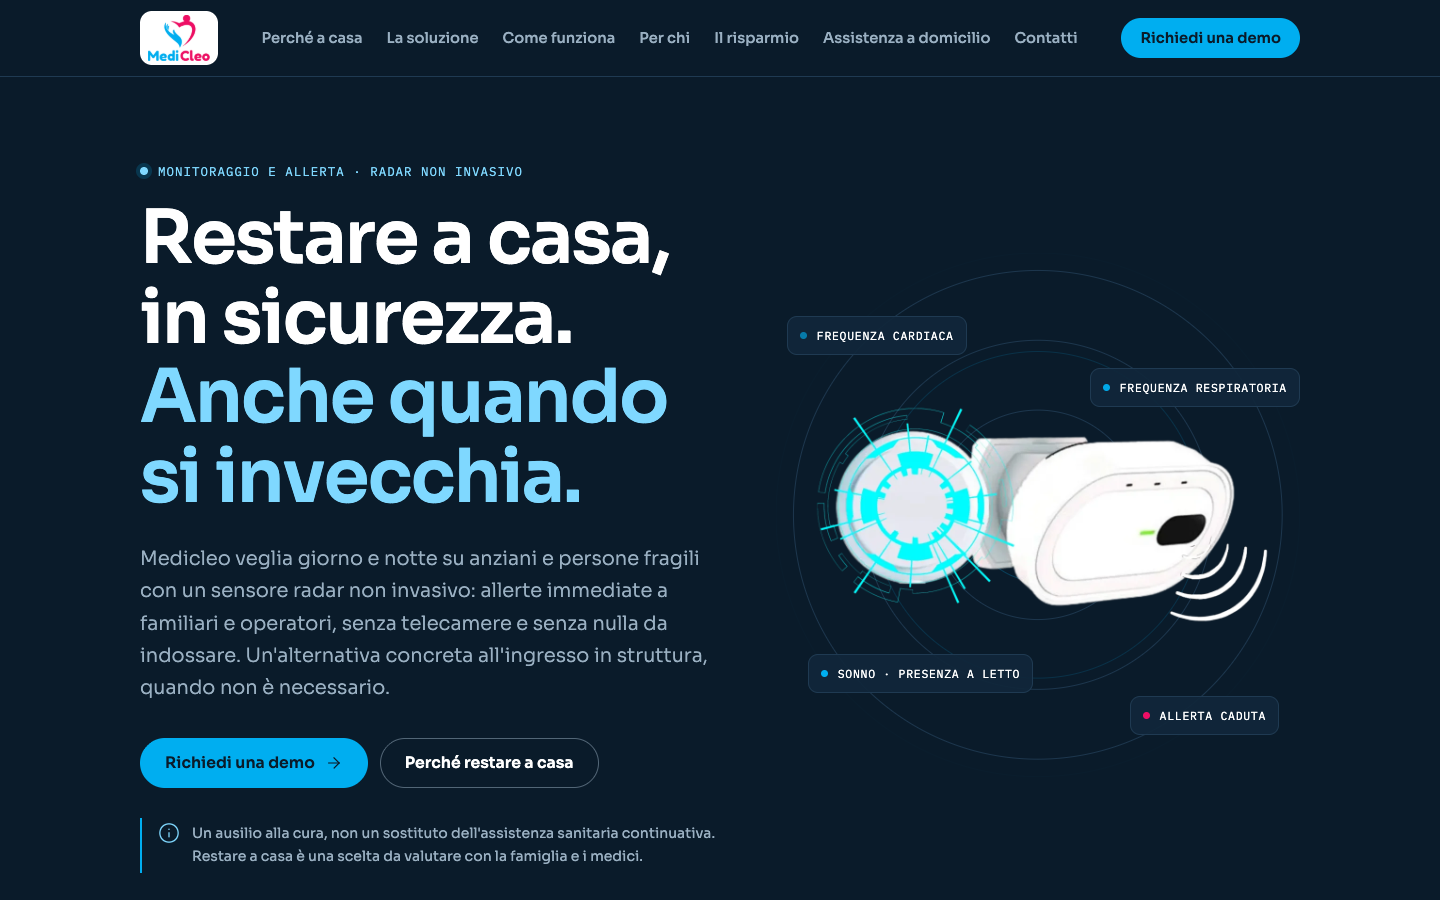 MediCleo
Perché a casa
La soluzione
Come funziona
Per chi
Il risparmio
Assistenza a domicilio
Contatti
Richiedi una demo
MONITORAGGIO E ALLERTA · RADAR NON INVASIVO
Restare a casa,
in sicurezza.
Anche quando
si invecchia.
Medicleo veglia giorno e notte su anziani e persone fragili
con un sensore radar non invasivo: allerte immediate a
familiari e operatori, senza telecamere e senza nulla da
indossare. Un'alternativa concreta all'ingresso in struttura,
quando non è necessario.
Richiedi una demo
Perché restare a casa
Un ausilio alla cura, non un sostituto dell'assistenza sanitaria continuativa.
Restare a casa è una scelta da valutare con la famiglia e i medici.
FREQUENZA CARDIACA
FREQUENZA RESPIRATORIA
SONNO · PRESENZA A LETTO
ALLERTA CADUTA